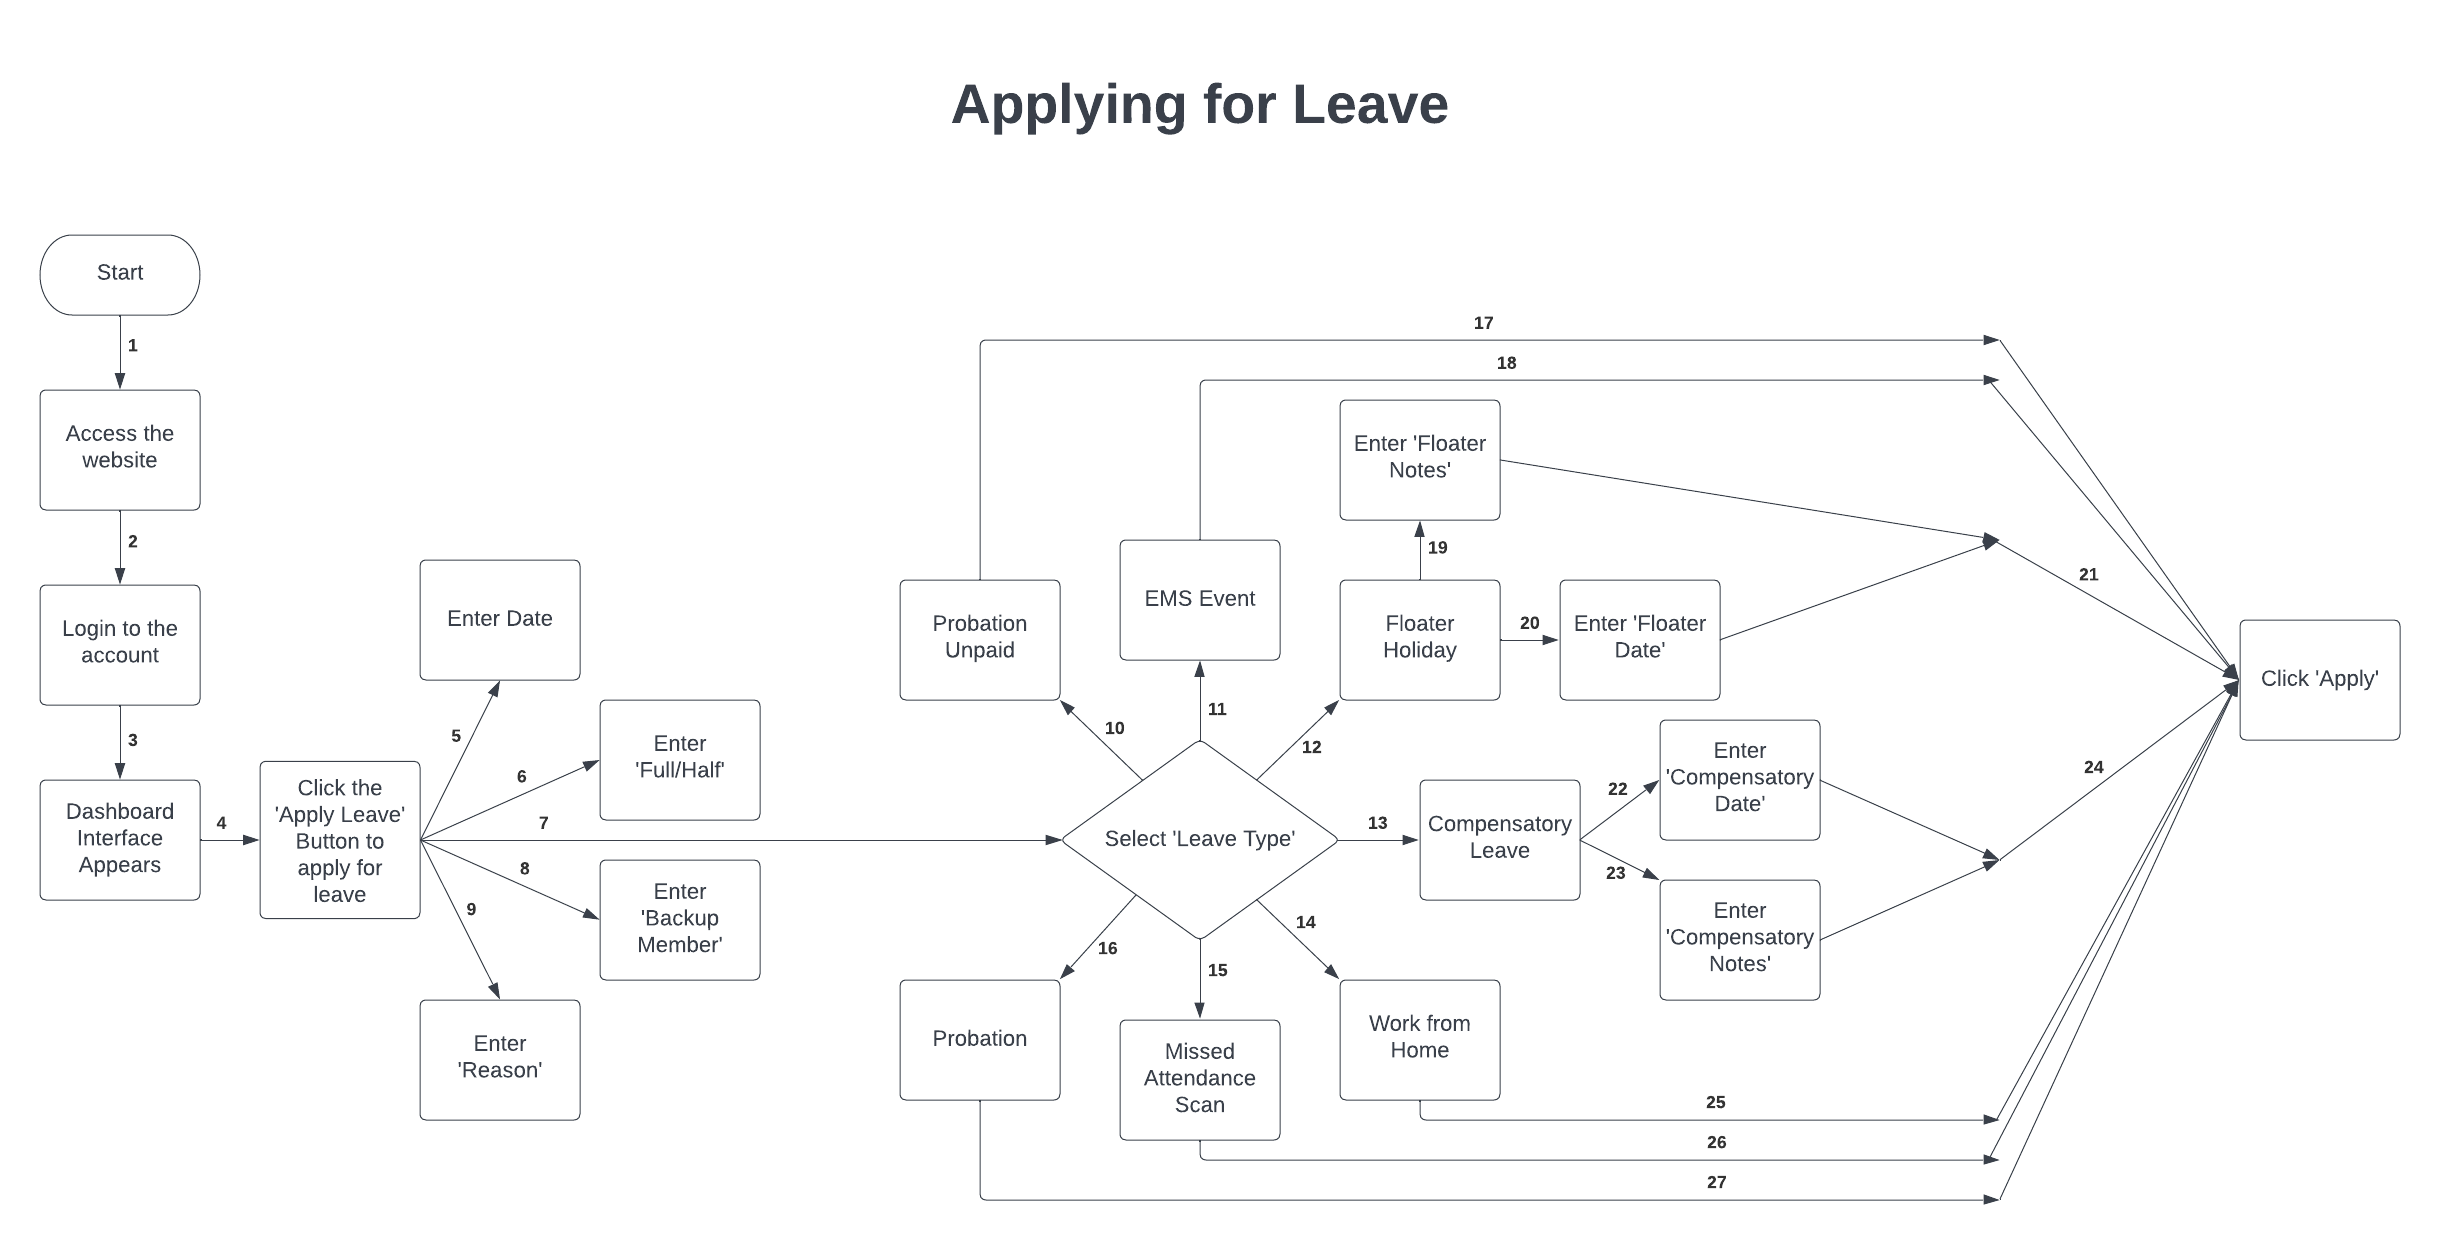 Applying for Leave
Start
1
Access the
website
2
Login to the
account
3
Dashboard
Interface
Appears
4
Click the
'Apply Leave'
Button to
apply for
leave
5
Enter Date
6
Enter
'Full/Half'
7
8
Enter
'Backup
Member'
9
Enter
'Reason'
Select 'Leave Type'
10
Probation
Unpaid
11
EMS Event
12
Floater
Holiday
13
Compensatory
Leave
14
Work from
Home
15
Missed
Attendance
Scan
16
Probation
17
18
19
Enter 'Floater
Notes'
20
Enter 'Floater
Date'
21
22
Enter
'Compensatory
Date'
23
Enter
'Compensatory
Notes'
24
25
26
27
Click 'Apply'